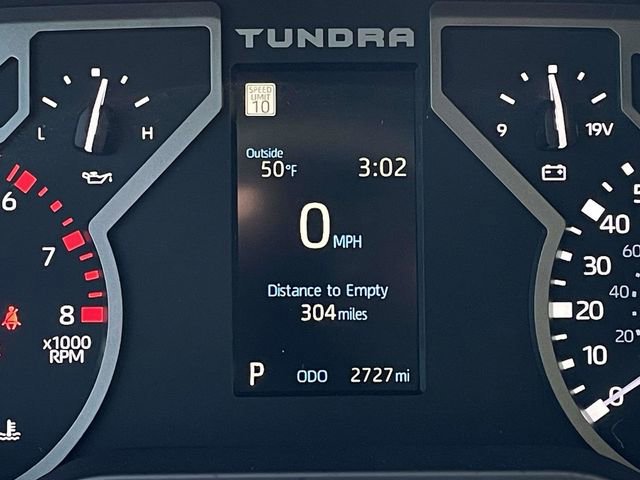 TUNDRA
SPEED
LIMIT
10
L H
9 19V
Outside
50°F 3:02
0 MPH
Distance to Empty
304 miles
P ODO 2727 mi
6
7
8
x1000
RPM
40
30
20
10
0
60
40
20